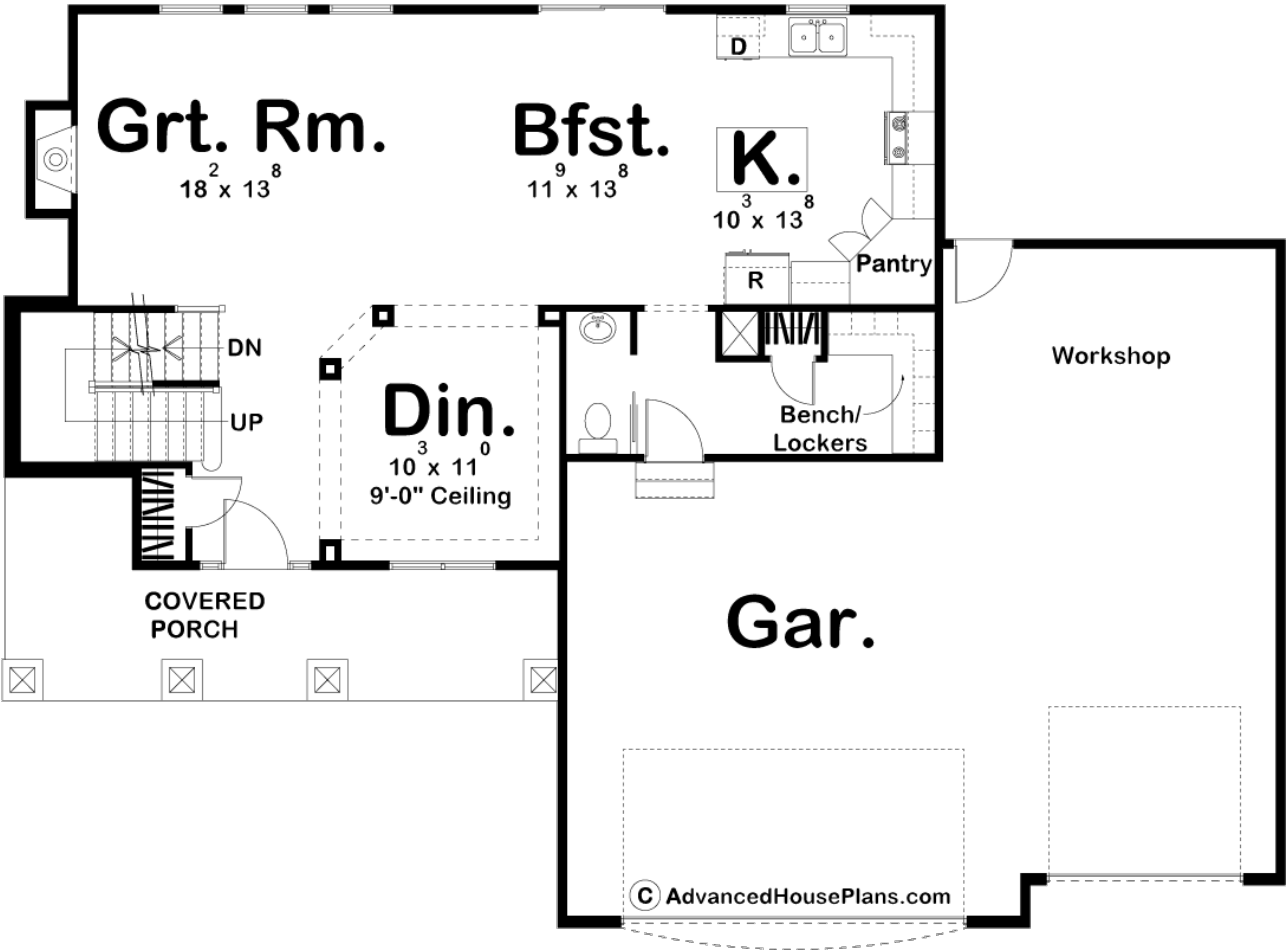 D
Grt. Rm.
18² x 13⁸
Bfst.
11⁹ x 13⁸
K.
10³ x 13⁸
Pantry
R
DN
UP
Din.
10³ x 11⁰
9'-0" Ceiling
Bench/
Lockers
Workshop
COVERED
PORCH
Gar.
© AdvancedHousePlans.com